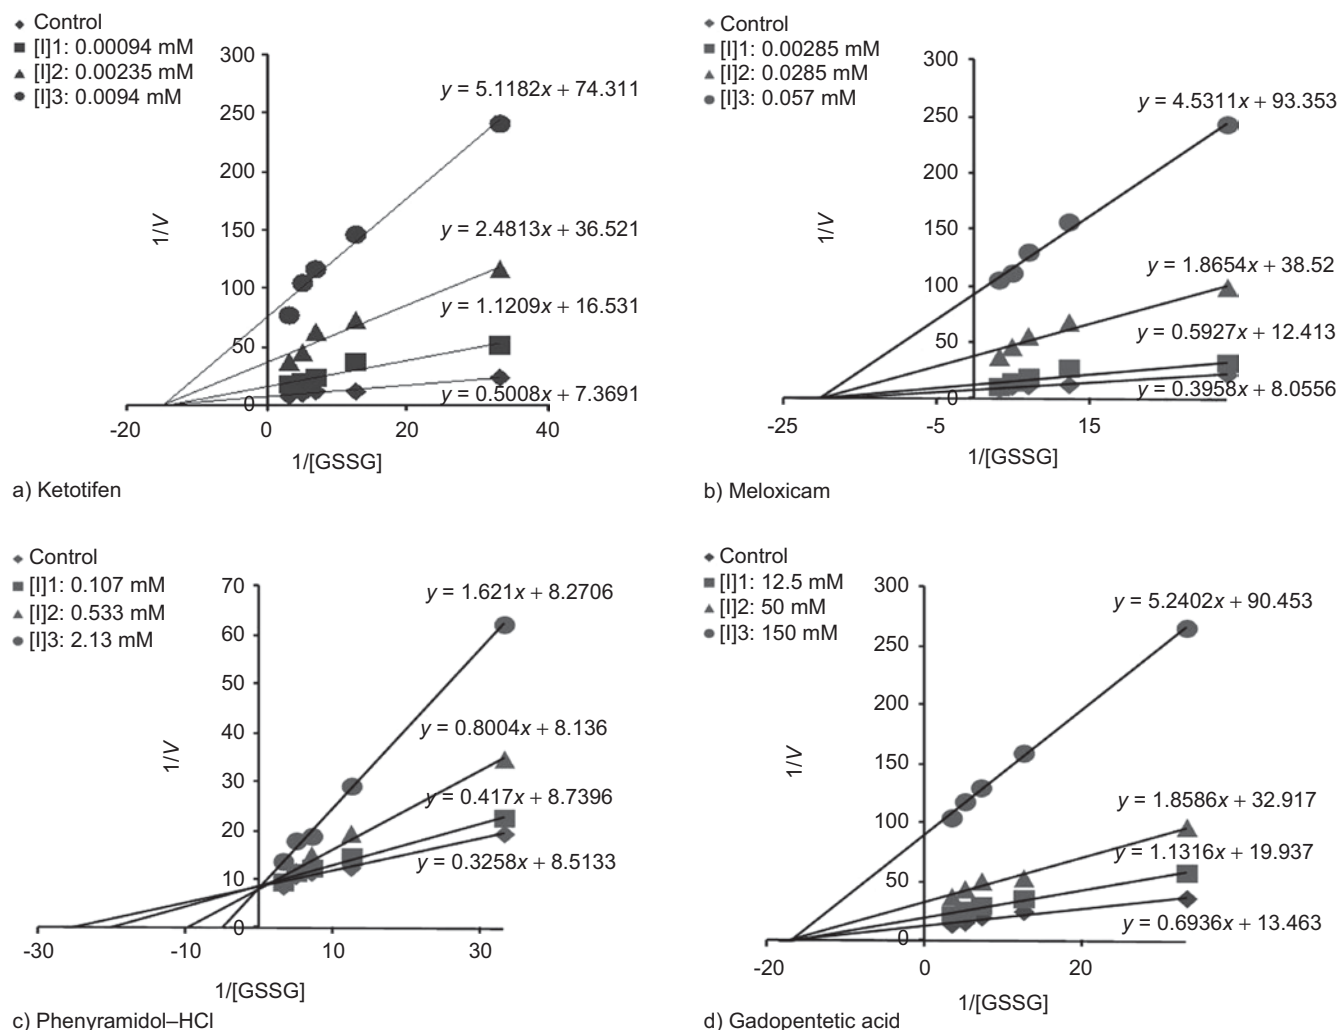 Control
[I]1: 0.00094 mM
[I]2: 0.00235 mM
[I]3: 0.0094 mM
300
250
200
150
100
50
0
1/V
y = 5.1182x + 74.311
y = 2.4813x + 36.521
y = 1.1209x + 16.531
y = 0.5008x + 7.3691
-20
0
20
40
1/[GSSG]
a) Ketotifen
Control
[I]1: 0.00285 mM
[I]2: 0.0285 mM
[I]3: 0.057 mM
300
250
200
150
100
50
0
1/V
y = 4.5311x + 93.353
y = 1.8654x + 38.52
y = 0.5927x + 12.413
y = 0.3958x + 8.0556
-25
-5
15
1/[GSSG]
b) Meloxicam
Control
[I]1: 0.107 mM
[I]2: 0.533 mM
[I]3: 2.13 mM
70
60
50
40
30
20
10
0
1/V
y = 1.621x + 8.2706
y = 0.8004x + 8.136
y = 0.417x + 8.7396
y = 0.3258x + 8.5133
-30
-10
10
30
1/[GSSG]
c) Phenyramidol–HCl
Control
[I]1: 12.5 mM
[I]2: 50 mM
[I]3: 150 mM
300
250
200
150
100
50
0
1/V
y = 5.2402x + 90.453
y = 1.8586x + 32.917
y = 1.1316x + 19.937
y = 0.6936x + 13.463
-20
0
20
1/[GSSG]
d) Gadopentetic acid